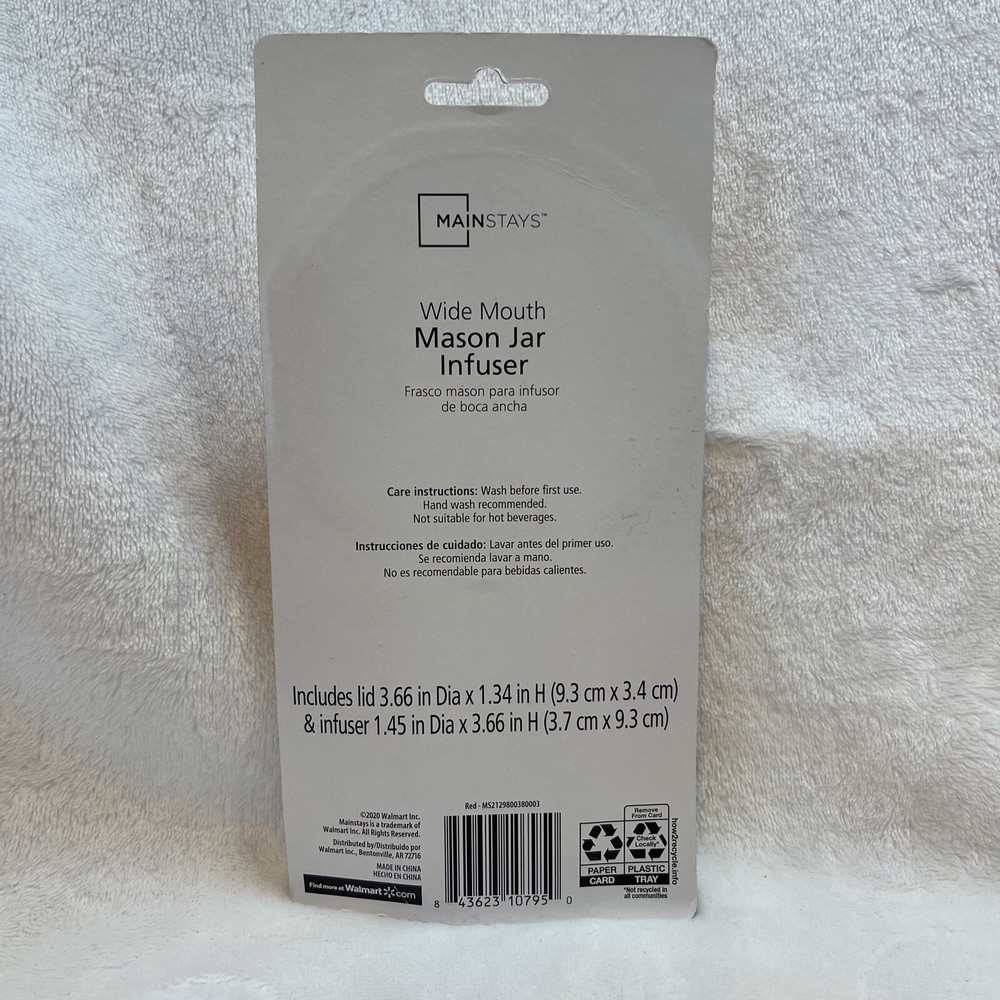 MAINSTAYS™
Wide Mouth
Mason Jar
Infuser
Frasco máson para infusor
de boca ancha
Care instructions: Wash before first use.
Hand wash recommended.
Not suitable for hot beverages.
Instrucciones de cuidado: Lavar antes del primer uso.
Se recomienda lavar a mano.
No es recomendable para bebidas calientes.
Includes lid 3.66 in Dia x 1.34 in H (9.3 cm x 3.4 cm)
& infuser 1.45 in Dia x 3.66 in H (3.7 cm x 9.3 cm)
©2020 Walmart Inc.
Mainstays is a trademark of
Walmart Inc. All Rights Reserved.
Distributed by/Distribuido por
Walmart Inc., Bentonville, AR 72716
MADE IN CHINA
HECHO EN CHINA
Find more at Walmart.com
Red - MS2129800380003
8 43623 10795 0
Remove
From Card
Check
Locally*
PAPER PLASTIC
CARD TRAY
*Not recycled in
all communities
how2recycle.info